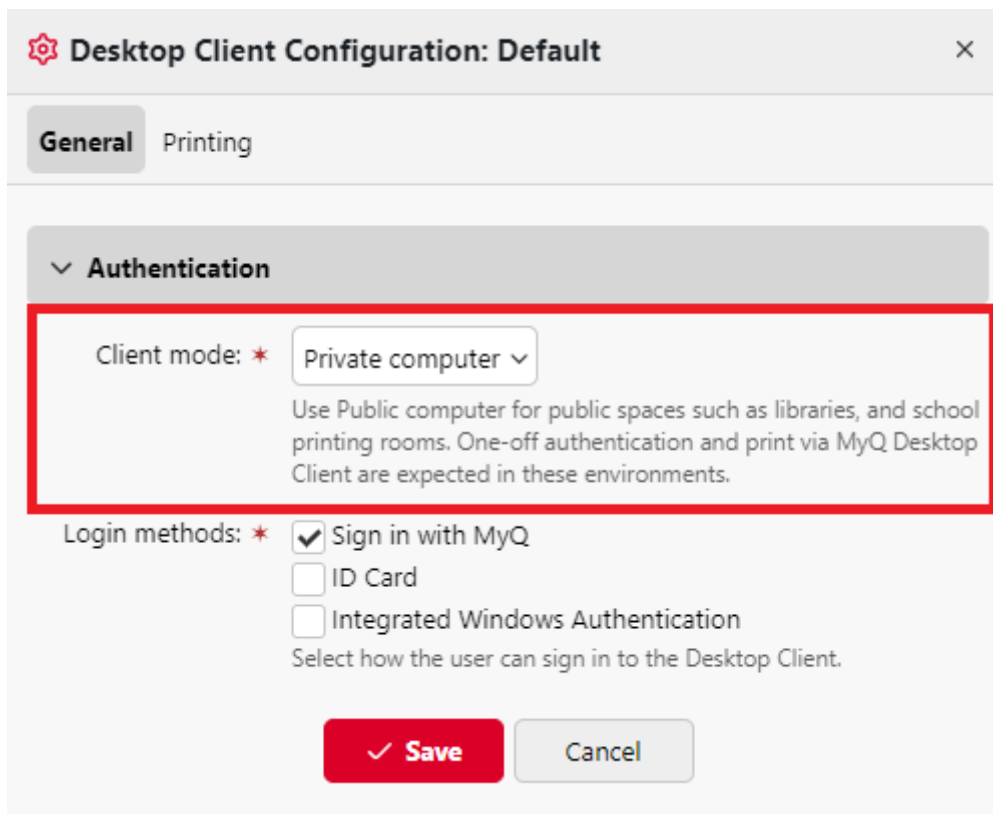 Desktop Client Configuration: Default
General Printing
Authentication
Client mode: * Private computer
Use Public computer for public spaces such as libraries, and school
printing rooms. One-off authentication and print via MyQ Desktop
Client are expected in these environments.
Login methods: * Sign in with MyQ
ID Card
Integrated Windows Authentication
Select how the user can sign in to the Desktop Client.
Save Cancel